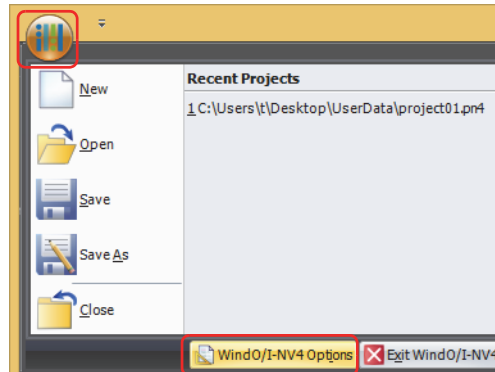 New
Recent Projects
1 C:\Users\t\Desktop\UserData\project01.pn4
Open
Save
Save As
Close
WindO/I-NV4 Options
Exit WindO/I-NV4